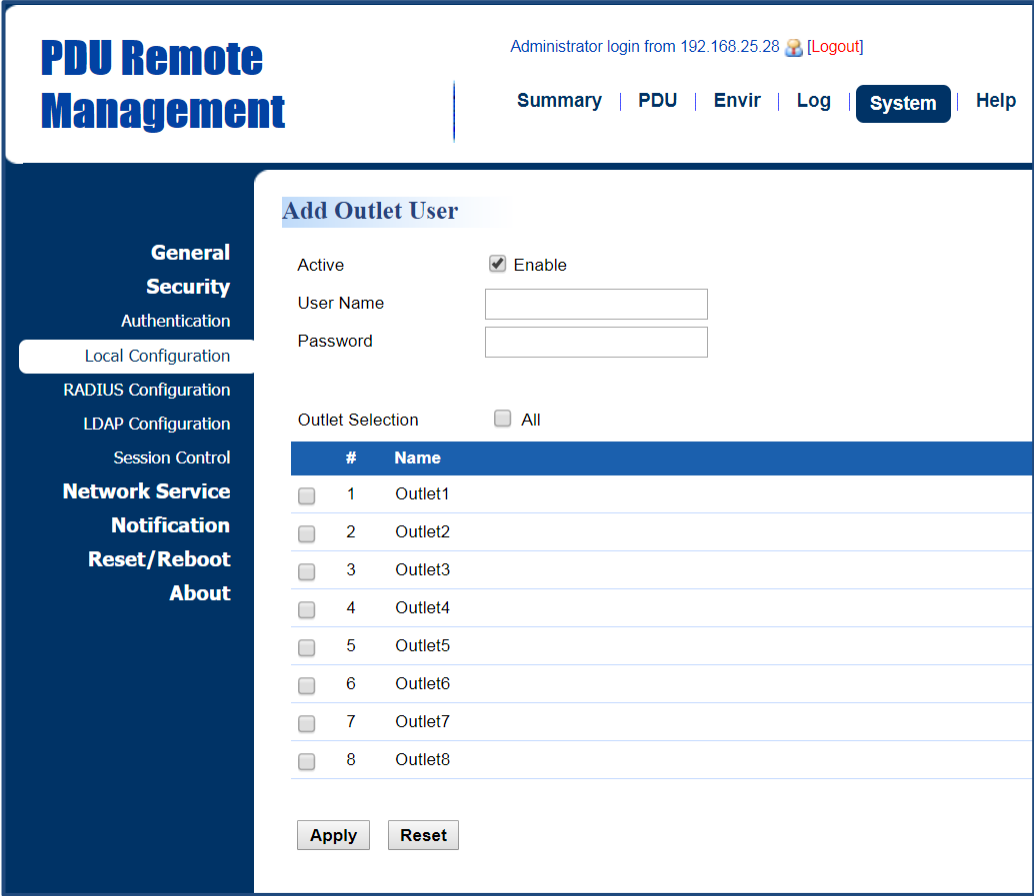 PDU Remote
Management
Administrator login from 192.168.25.28 [Logout]
Summary | PDU | Envir | Log | System | Help
General
Security
Authentication
Local Configuration
RADIUS Configuration
LDAP Configuration
Session Control
Network Service
Notification
Reset/Reboot
About
Add Outlet User
Active Enable
User Name
Password
Outlet Selection All
# Name
1 Outlet1
2 Outlet2
3 Outlet3
4 Outlet4
5 Outlet5
6 Outlet6
7 Outlet7
8 Outlet8
Apply Reset